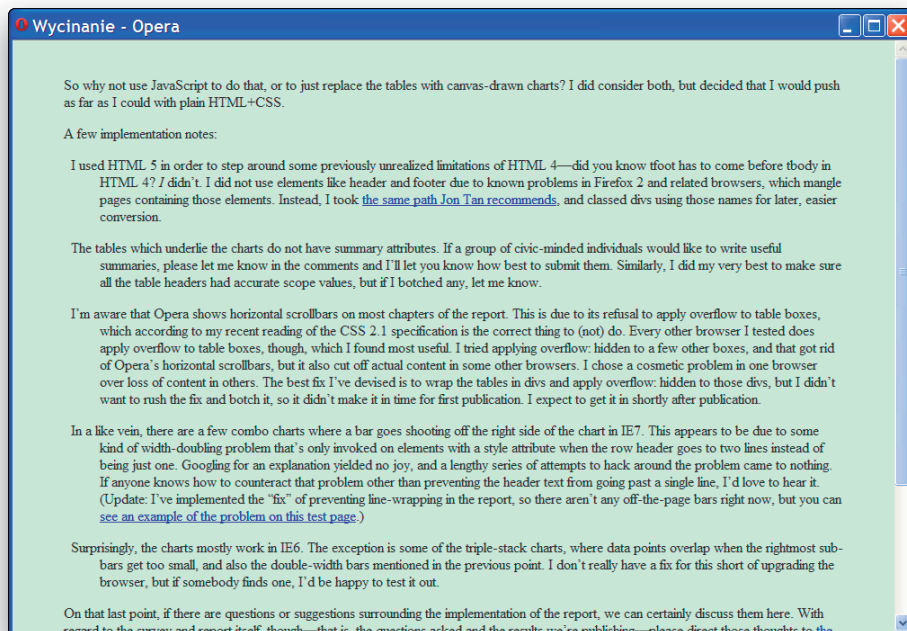 Wycinanie - Opera
So why not use JavaScript to do that, or to just replace the tables with canvas-drawn charts? I did consider both, but decided that I would push
as far as I could with plain HTML+CSS.
A few implementation notes:
I used HTML 5 in order to step around some previously unrealized limitations of HTML 4—did you know tfoot has to come before tbody in
HTML 4? I didn’t. I did not use elements like header and footer due to known problems in Firefox 2 and related browsers, which mangle
pages containing those elements. Instead, I took the same path Jon Tan recommends, and classed divs using those names for later, easier
conversion.
The tables which underlie the charts do not have summary attributes. If a group of civic-minded individuals would like to write useful
summaries, please let me know in the comments and I’ll let you know how best to submit them. Similarly, I did my very best to make sure
all the table headers had accurate scope values, but if I botched any, let me know.
I’m aware that Opera shows horizontal scrollbars on most chapters of the report. This is due to its refusal to apply overflow to table boxes,
which according to my recent reading of the CSS 2.1 specification is the correct thing to (not) do. Every other browser I tested does
apply overflow to table boxes, though, which I found most useful. I tried applying overflow: hidden to a few other boxes, and that got rid
of Opera’s horizontal scrollbars, but it also cut off actual content in some other browsers. I chose a cosmetic problem in one browser
over loss of content in others. The best fix I’ve devised is to wrap the tables in divs and apply overflow: hidden to those divs, but I didn’t
want to rush the fix and botch it, so it didn’t make it in time for first publication. I expect to get it in shortly after publication.
In a like vein, there are a few combo charts where a bar goes shooting off the right side of the chart in IE7. This appears to be due to some
kind of width-doubling problem that’s only invoked on elements with a style attribute when the row header goes to two lines instead of
being just one. Googling for an explanation yielded no joy, and a lengthy series of attempts to hack around the problem came to nothing.
If anyone knows how to counteract that problem other than preventing the header text from going past a single line, I’d love to hear it.
(Update: I’ve implemented the “fix” of preventing line-wrapping in the report, so there aren’t any off-the-page bars right now, but you can
see an example of the problem on this test page.)
Surprisingly, the charts mostly work in IE6. The exception is some of the triple-stack charts, where data points overlap when the rightmost sub-
bars get too small, and also the double-width bars mentioned in the previous point. I don’t really have a fix for this short of upgrading the
browser, but if somebody finds one, I’d be happy to test it out.
On that last point, if there are questions or suggestions surrounding the implementation of the report, we can certainly discuss them here. With
regard to the survey and report itself, though—that is, the questions asked and the results we’re publishing—please direct those thoughts to the